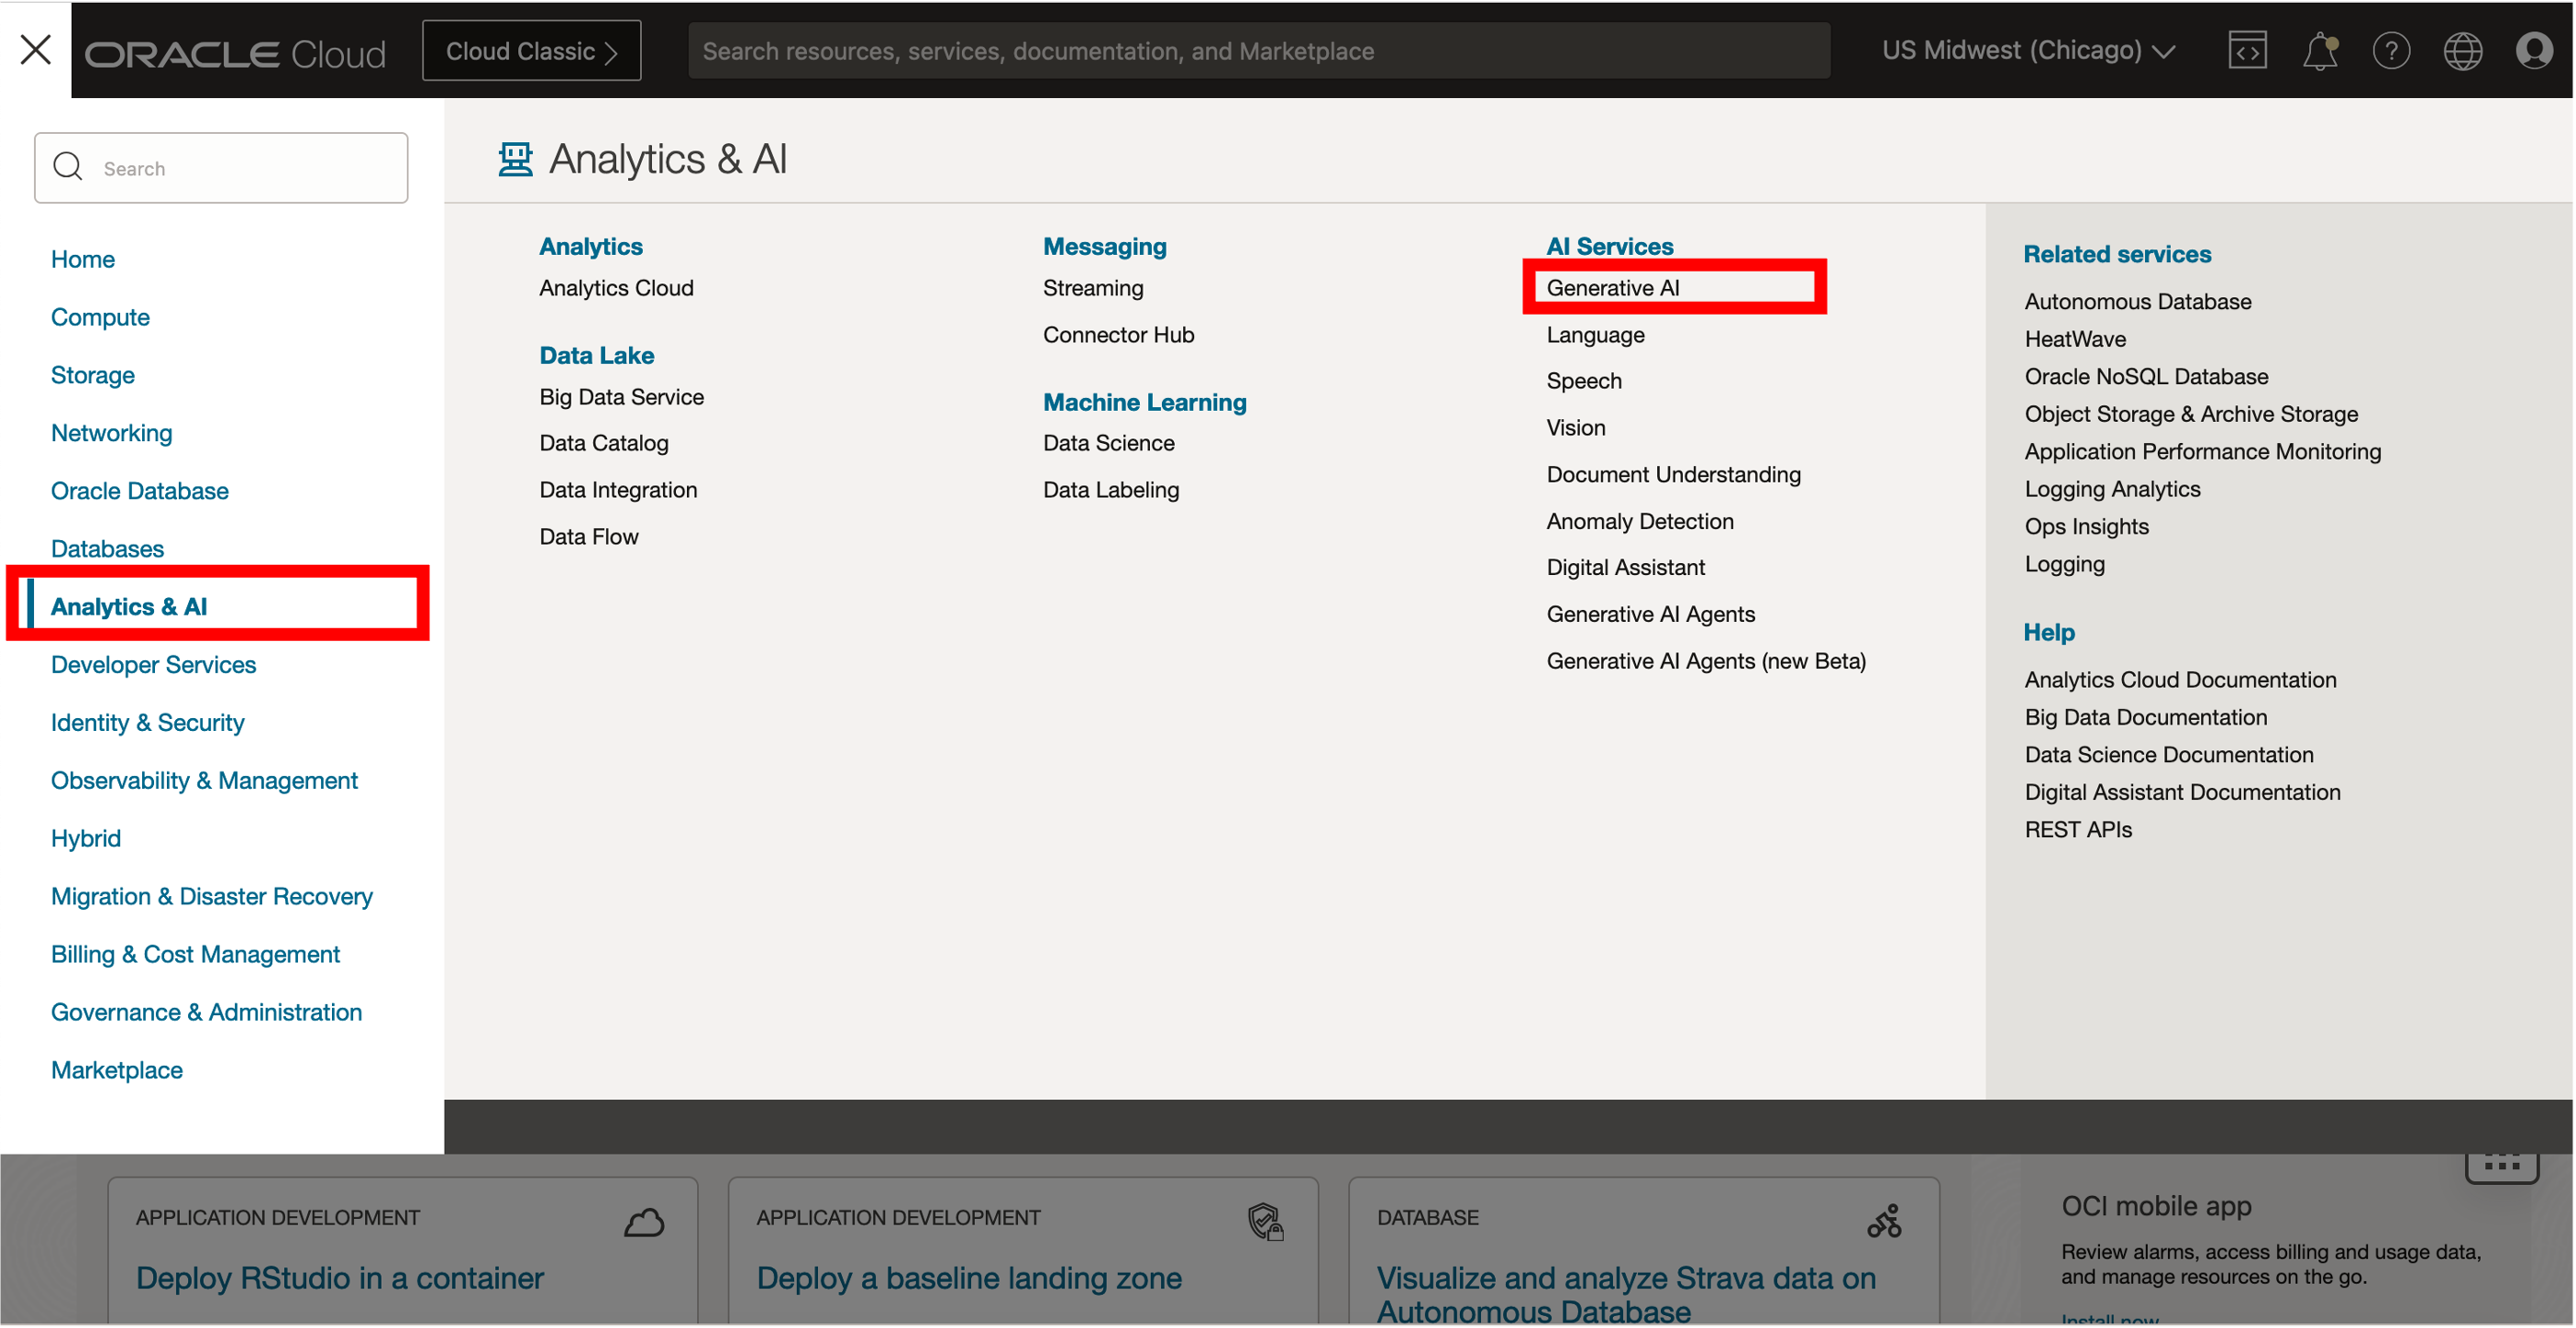 ORACLE Cloud
Cloud Classic
Search resources, services, documentation, and Marketplace
US Midwest (Chicago)
Search
Home
Compute
Storage
Networking
Oracle Database
Databases
Analytics & AI
Developer Services
Identity & Security
Observability & Management
Hybrid
Migration & Disaster Recovery
Billing & Cost Management
Governance & Administration
Marketplace
Analytics & AI
Analytics
Analytics Cloud
Data Lake
Big Data Service
Data Catalog
Data Integration
Data Flow
Messaging
Streaming
Connector Hub
Machine Learning
Data Science
Data Labeling
AI Services
Generative AI
Language
Speech
Vision
Document Understanding
Anomaly Detection
Digital Assistant
Generative AI Agents
Generative AI Agents (new Beta)
Related services
Autonomous Database
HeatWave
Oracle NoSQL Database
Object Storage & Archive Storage
Application Performance Monitoring
Logging Analytics
Ops Insights
Logging
Help
Analytics Cloud Documentation
Big Data Documentation
Data Science Documentation
Digital Assistant Documentation
REST APIs
APPLICATION DEVELOPMENT
Deploy RStudio in a container
APPLICATION DEVELOPMENT
Deploy a baseline landing zone
DATABASE
Visualize and analyze Strava data on
Autonomous Database
OCI mobile app
Review alarms, access billing and usage data,
and manage resources on the go.
Install now